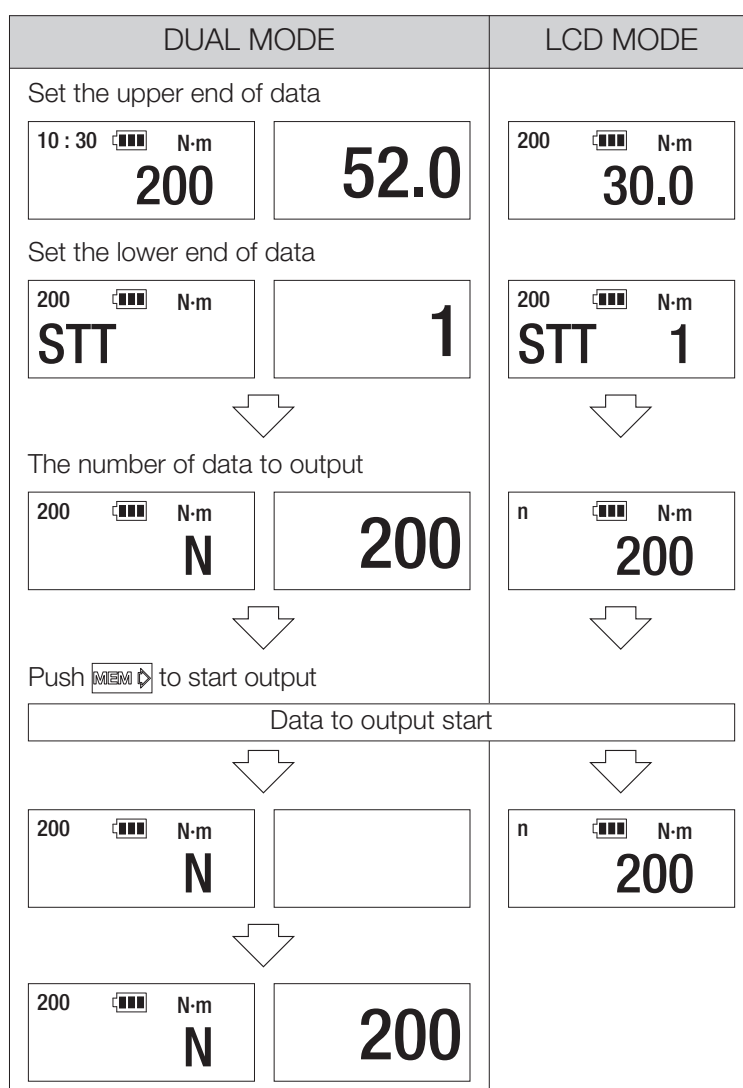 DUAL MODE LCD MODE
Set the upper end of data
10 : 30 N·m 200 N·m
200 52.0 30.0
Set the lower end of data
200 N·m 200 N·m
STT 1 STT 1
The number of data to output
200 N·m n N·m
N 200 200
Push MEM to start output
Data to output start
200 N·m n N·m
N 200
200 N·m
N 200